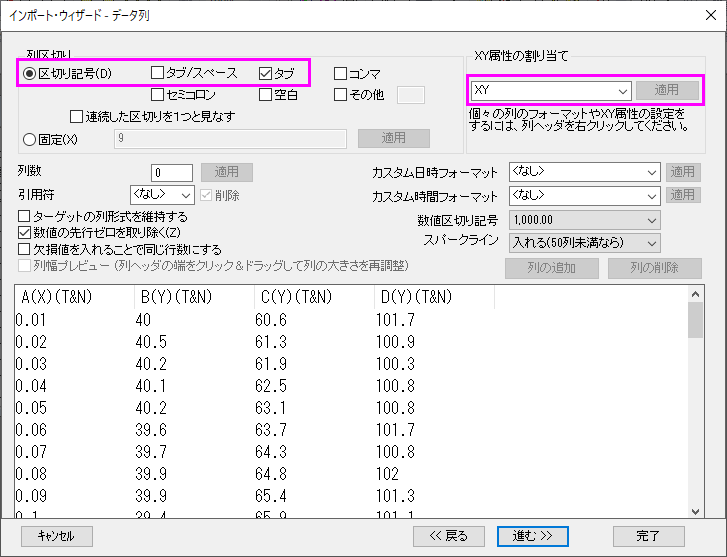 インポート・ウィザード - データ列
列区切り
区切り記号(D) タブ/スペース タブ コンマ
セミコロン 空白 その他
連続した区切りを1つと見なす
固定(X) 9 適用
XY属性の割り当て
XY 適用
個々の列のフォーマットやXY属性の設定を
するには、列ヘッダを右クリックしてください。
列数 0 適用
引用符 <なし> 削除
ターゲットの列形式を維持する
数値の先行ゼロを取り除く(Z)
欠損値を入れることで同じ行数にする
列幅プレビュー (列ヘッダの端をクリック＆ドラッグして列の大きさを再調整)
カスタム日時フォーマット <なし> 適用
カスタム時間フォーマット <なし> 適用
数値区切り記号 1,000.00
スパークライン 入れる(50列未満なら)
列の追加 列の削除
A(X)(T&N) B(Y)(T&N) C(Y)(T&N) D(Y)(T&N)
0.01 40 60.6 101.7
0.02 40.5 61.3 100.9
0.03 40.2 61.9 100.3
0.04 40.1 62.5 100.8
0.05 40.2 63.1 100.8
0.06 39.6 63.7 101.7
0.07 39.7 64.3 100.8
0.08 39.9 64.8 102
0.09 39.9 65.4 101.3
0.1 39.4 65.9 101.1
キャンセル << 戻る 進む >> 完了